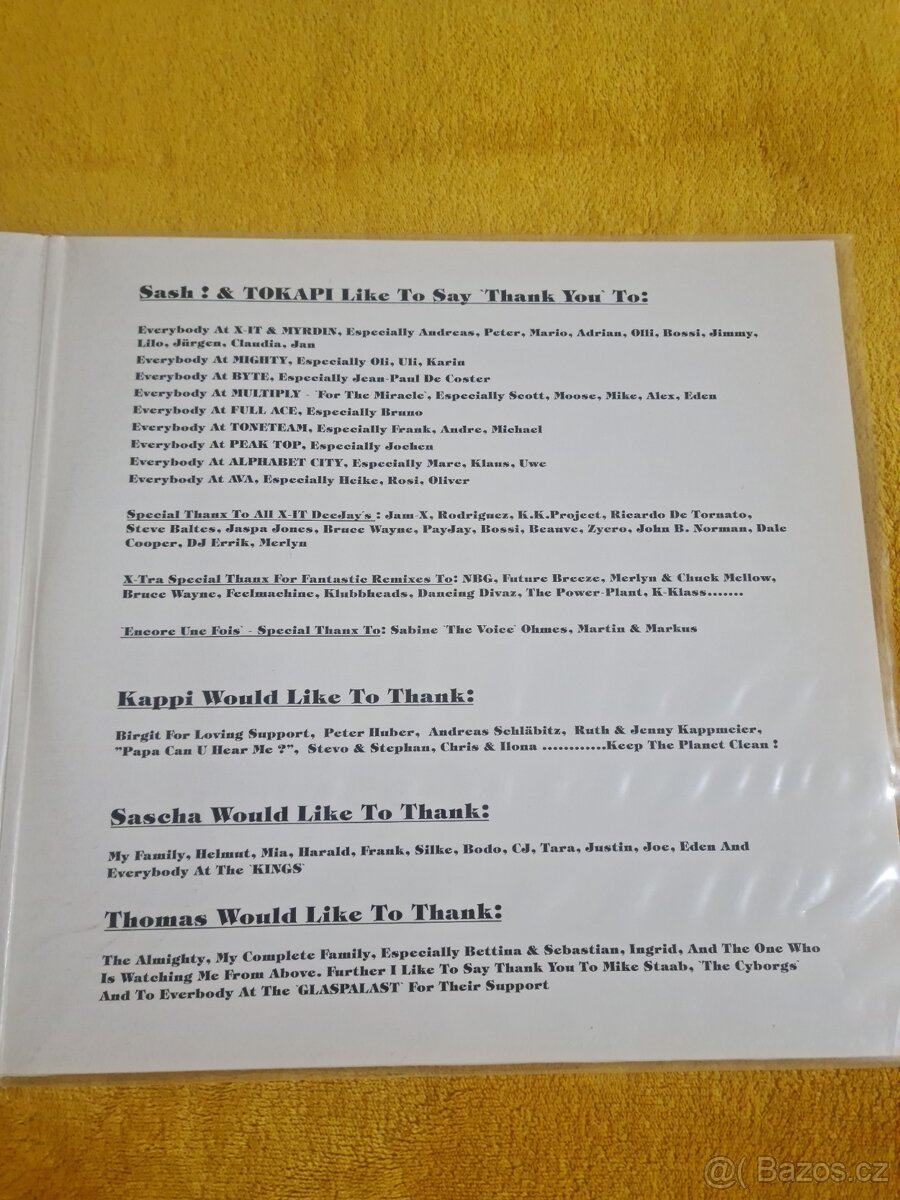 Sash ! & TOKAPI Like To Say `Thank You` To:
Everybody At X-IT & MYRDIN, Especially Andreas, Peter, Mario, Adrian, Olli, Bossi, Jimmy,
Lilo, Jürgen, Claudia, Jan
Everybody At MIGHTY, Especially Oli, Uli, Karin
Everybody At BYTE, Especially Jean-Paul De Coster
Everybody At MULTIPLY - `For The Miracle`, Especially Scott, Moose, Mike, Alex, Eden
Everybody At FULL ACE, Especially Bruno
Everybody At TONETEAM, Especially Frank, Andre, Michael
Everybody At PEAK TOP, Especially Jochen
Everybody At ALPHABET CITY, Especially Marc, Klaus, Uwe
Everybody At AVA, Especially Heike, Rosi, Oliver
Special Thanx To All X-IT DeeJay's : Jam-X, Rodriguez, K.K.Project, Ricardo De Tornato,
Steve Baltes, Jaspa Jones, Bruce Wayne, PayJay, Bossi, Beauve, Zycro, John B. Norman, Dale
Cooper, DJ Errik, Merlyn
X-Tra Special Thanx For Fantastic Remixes To: NBG, Future Breeze, Merlyn & Chuck Mellow,
Bruce Wayne, Feelmachine, Klubbheads, Dancing Divaz, The Power-Plant, K-Klass.......
`Encore Une Fois` - Special Thanx To: Sabine `The Voice` Ohmes, Martin & Markus
Kappi Would Like To Thank:
Birgit For Loving Support, Peter Huber, Andreas Schläbitz, Ruth & Jenny Kappmeier,
"Papa Can U Hear Me ?", Stevo & Stephan, Chris & Ilona ............Keep The Planet Clean !
Sascha Would Like To Thank:
My Family, Helmut, Mia, Harald, Frank, Silke, Bodo, CJ, Tara, Justin, Joe, Eden And
Everybody At The `KINGS`
Thomas Would Like To Thank:
The Almighty, My Complete Family, Especially Bettina & Sebastian, Ingrid, And The One Who
Is Watching Me From Above. Further I Like To Say Thank You To Mike Staab, `The Cyborgs`
And To Everbody At The `GLASPALAST` For Their Support
@( Bazoš.cz